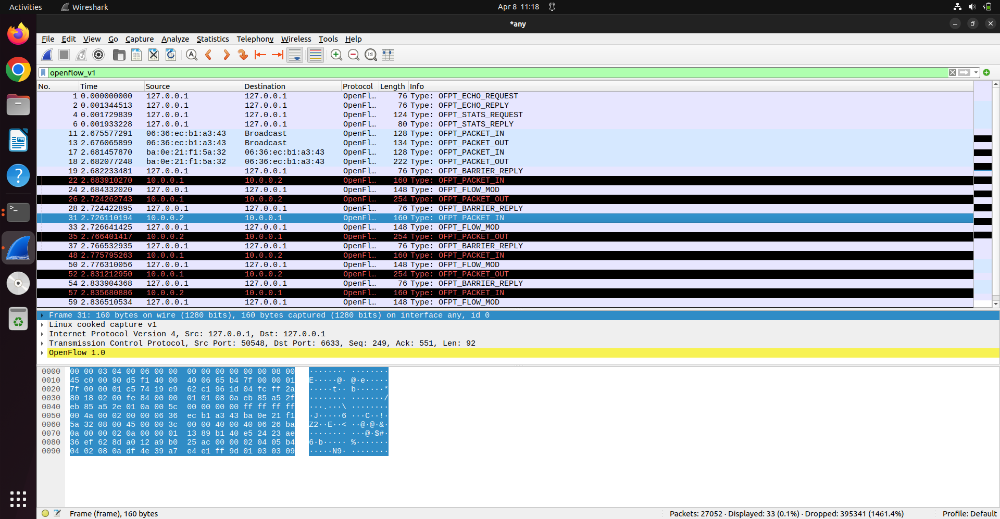 Activities Wireshark Apr 8 11:18
*any
File Edit View Go Capture Analyze Statistics Telephony Wireless Tools Help
openflow_v1
No. Time Source Destination Protocol Length Info
1 0.000000000 127.0.0.1 127.0.0.1 OpenFl… 76 Type: OFPT_ECHO_REQUEST
2 0.001344513 127.0.0.1 127.0.0.1 OpenFl… 76 Type: OFPT_ECHO_REPLY
4 0.001729839 127.0.0.1 127.0.0.1 OpenFl… 124 Type: OFPT_STATS_REQUEST
6 0.001933228 127.0.0.1 127.0.0.1 OpenFl… 80 Type: OFPT_STATS_REPLY
11 2.675577291 06:36:ec:b1:a3:43 Broadcast OpenFl… 128 Type: OFPT_PACKET_IN
13 2.676065899 06:36:ec:b1:a3:43 Broadcast OpenFl… 134 Type: OFPT_PACKET_OUT
17 2.681457870 ba:0e:21:f1:5a:32 06:36:ec:b1:a3:43 OpenFl… 128 Type: OFPT_PACKET_IN
18 2.682077248 ba:0e:21:f1:5a:32 06:36:ec:b1:a3:43 OpenFl… 222 Type: OFPT_PACKET_OUT
19 2.682233481 127.0.0.1 127.0.0.1 OpenFl… 76 Type: OFPT_BARRIER_REPLY
22 2.683910270 10.0.0.1 10.0.0.2 OpenFl… 160 Type: OFPT_PACKET_IN
24 2.684332020 127.0.0.1 127.0.0.1 OpenFl… 148 Type: OFPT_FLOW_MOD
26 2.724262743 10.0.0.1 10.0.0.2 OpenFl… 254 Type: OFPT_PACKET_OUT
28 2.724422895 127.0.0.1 127.0.0.1 OpenFl… 76 Type: OFPT_BARRIER_REPLY
31 2.726110194 10.0.0.2 10.0.0.1 OpenFl… 160 Type: OFPT_PACKET_IN
33 2.726641425 127.0.0.1 127.0.0.1 OpenFl… 148 Type: OFPT_FLOW_MOD
35 2.766401417 10.0.0.2 10.0.0.1 OpenFl… 254 Type: OFPT_PACKET_OUT
37 2.766532935 127.0.0.1 127.0.0.1 OpenFl… 76 Type: OFPT_BARRIER_REPLY
48 2.775795263 10.0.0.1 10.0.0.2 OpenFl… 160 Type: OFPT_PACKET_IN
50 2.776310056 127.0.0.1 127.0.0.1 OpenFl… 148 Type: OFPT_FLOW_MOD
52 2.831212950 10.0.0.1 10.0.0.2 OpenFl… 254 Type: OFPT_PACKET_OUT
54 2.833904368 127.0.0.1 127.0.0.1 OpenFl… 76 Type: OFPT_BARRIER_REPLY
57 2.835680886 10.0.0.2 10.0.0.1 OpenFl… 160 Type: OFPT_PACKET_IN
59 2.836510534 127.0.0.1 127.0.0.1 OpenFl… 148 Type: OFPT_FLOW_MOD
Frame 31: 160 bytes on wire (1280 bits), 160 bytes captured (1280 bits) on interface any, id 0
Linux cooked capture v1
Internet Protocol Version 4, Src: 127.0.0.1, Dst: 127.0.0.1
Transmission Control Protocol, Src Port: 50548, Dst Port: 6633, Seq: 249, Ack: 551, Len: 92
OpenFlow 1.0
0000 00 00 03 04 00 06 00 00 00 00 00 00 00 00 08 00 ········ ········
0010 45 c0 00 90 d5 f1 40 00 40 06 65 b4 7f 00 00 01 E·····@· @·e·····
0020 7f 00 00 01 c5 74 19 e9 62 c1 96 1d 04 fc ff 2a ·····t·· b······*
0030 80 18 02 00 fe 84 00 00 01 01 08 0a eb 85 a5 2f ········ ·······/
0040 eb 85 a5 2e 01 0a 00 5c 00 00 00 00 ff ff ff ff ···.···\ ········
0050 00 4a 00 02 00 00 06 36 ec b1 a3 43 ba 0e 21 f1 ·J·····6 ···C··!·
0060 5a 32 08 00 45 00 00 3c 00 00 40 00 40 06 26 ba Z2··E··< ··@·@·&·
0070 0a 00 00 02 0a 00 00 01 13 89 b1 40 e5 24 23 ae ········ ···@·$#·
0080 36 ef 62 8d a0 12 a9 b0 25 ac 00 00 02 04 05 b4 6·b····· %·······
0090 04 02 08 0a df 4e 39 a7 e4 e1 ff 9d 01 03 03 09 ·····N9· ········
Frame (frame), 160 bytes Packets: 27052 · Displayed: 33 (0.1%) · Dropped: 395341 (1461.4%) Profile: Default